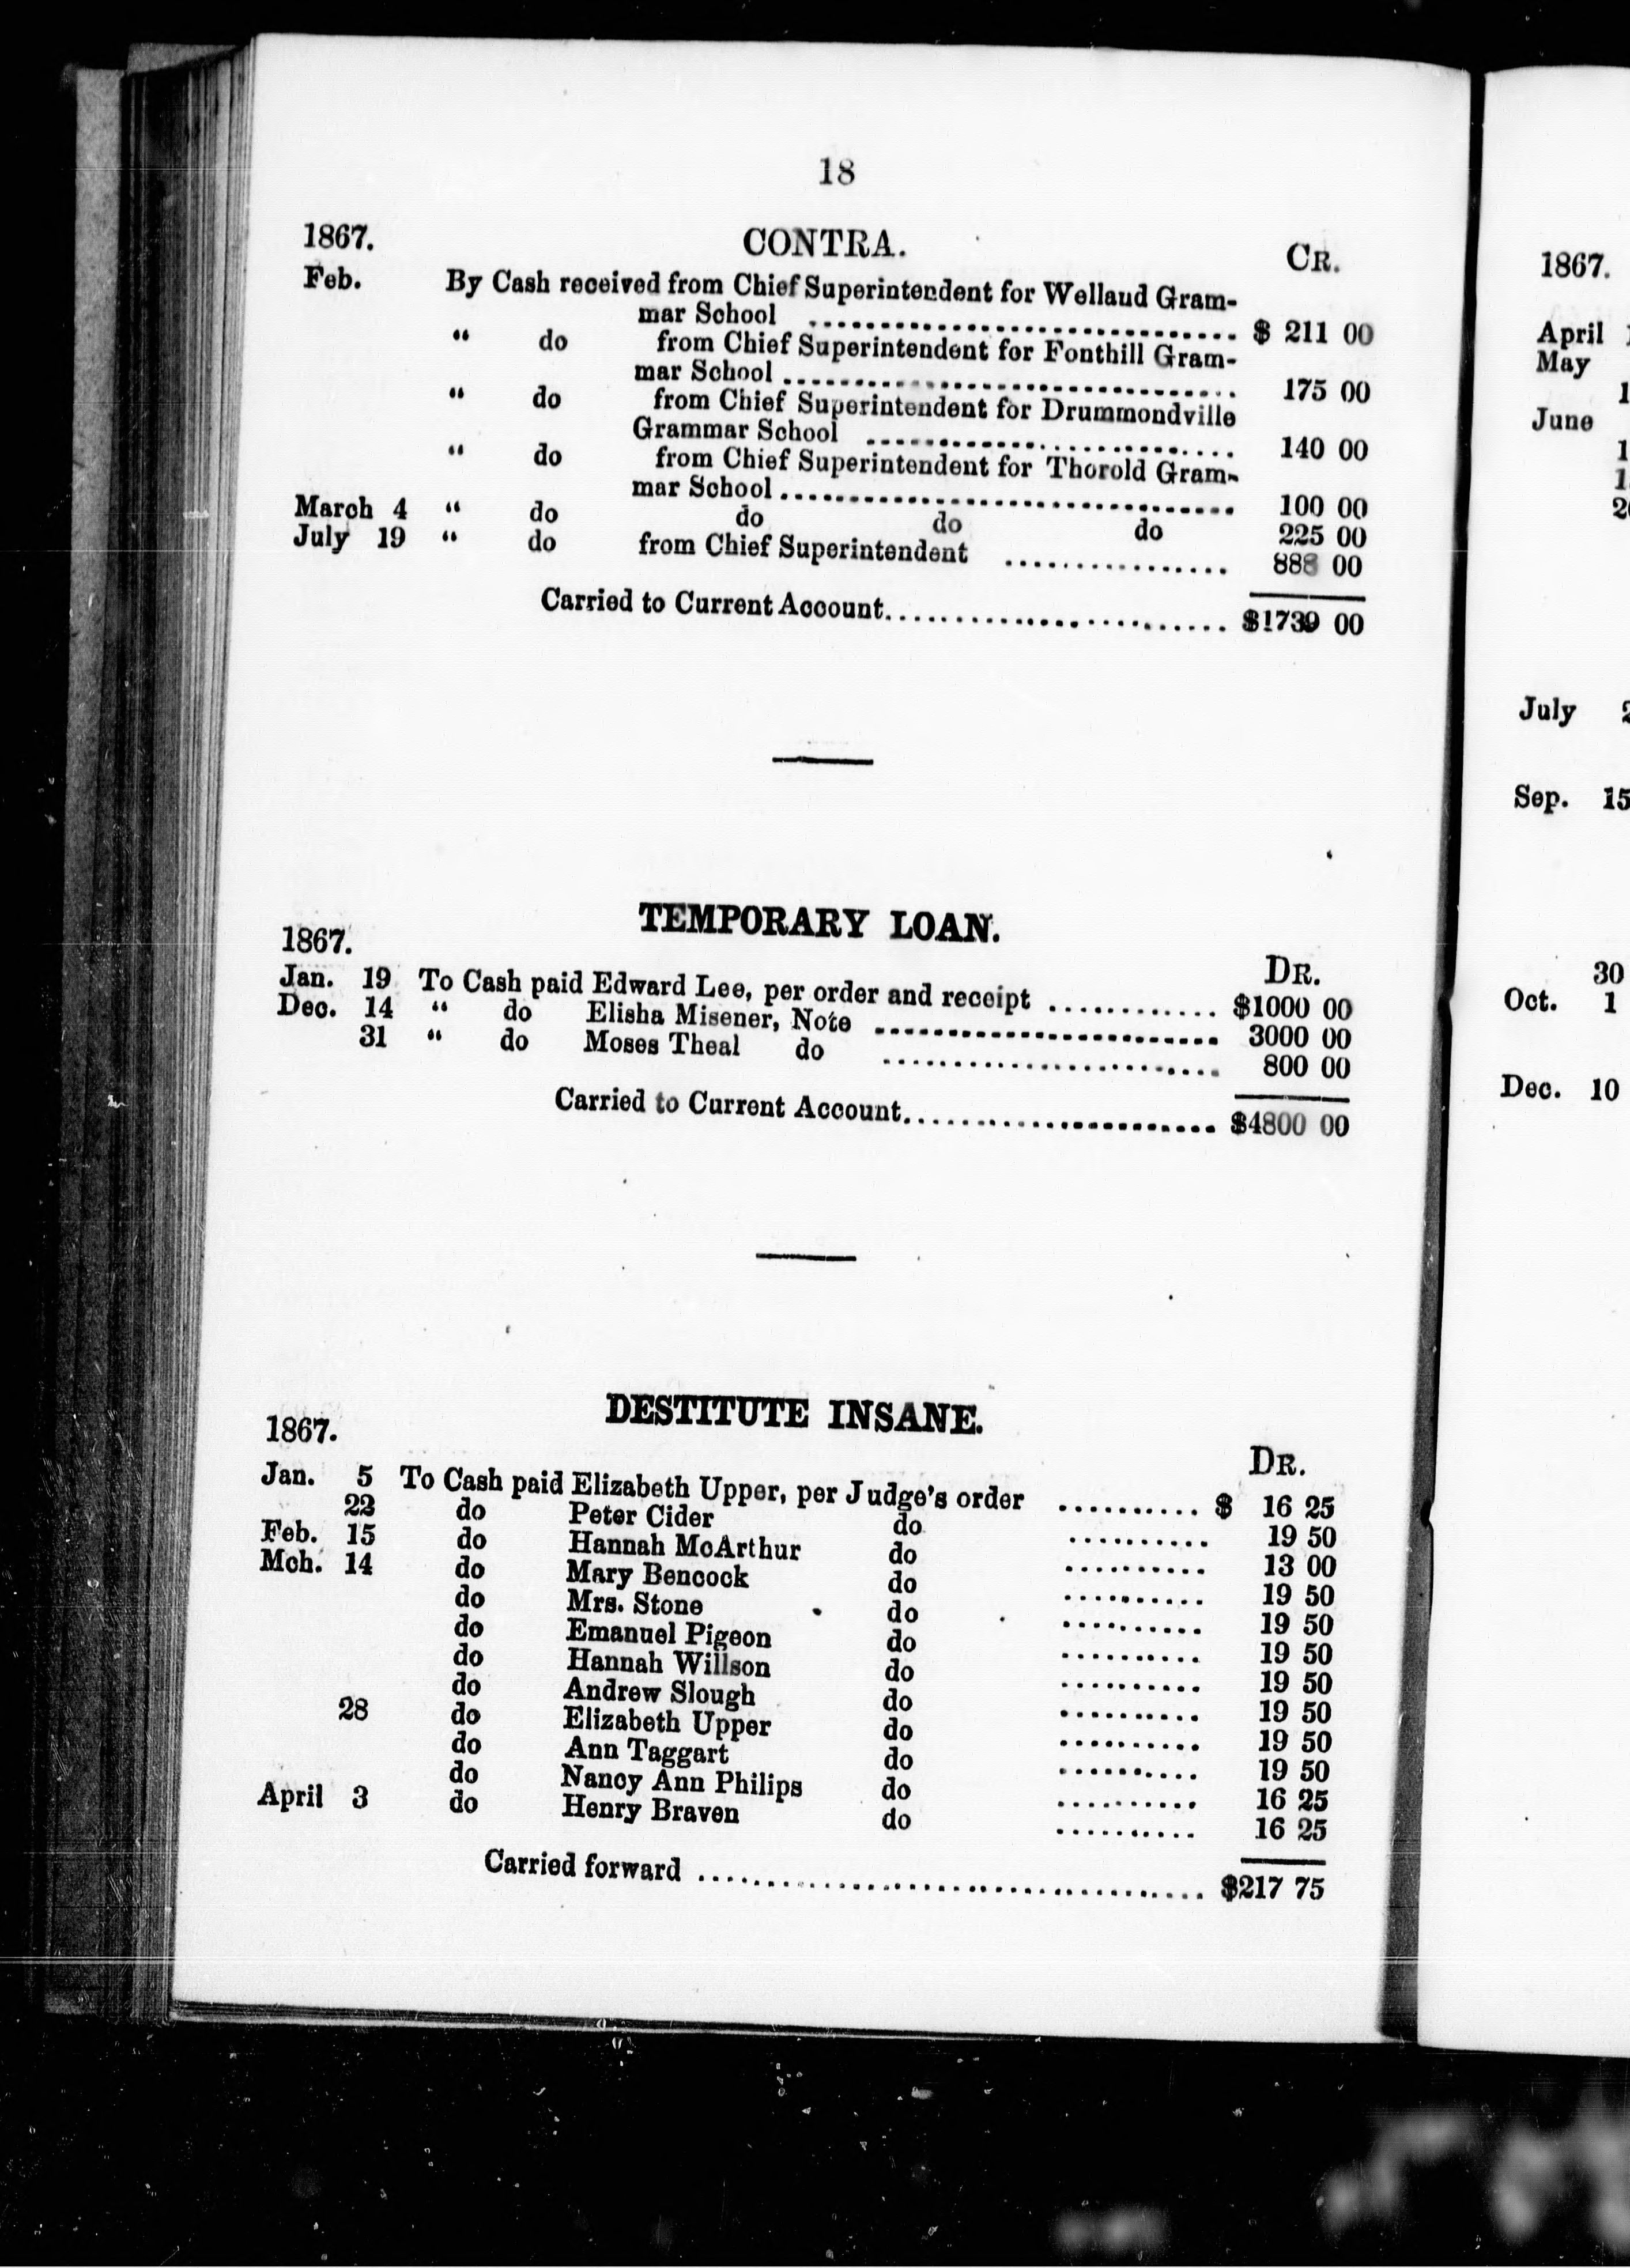 18
1867. CONTRA. CR.
Feb. By Cash received from Chief Superintendent for Welland Gram-
mar School .............................. $ 211 00
“ do from Chief Superintendent for Fonthill Gram-
mar School ................................ 175 00
“ do from Chief Superintendent for Drummondville
Grammar School .......................... 140 00
“ do from Chief Superintendent for Thorold Gram-
mar School ................................ 100 00
March 4 “ do do do do 225 00
July 19 “ do from Chief Superintendent ................ 888 00
Carried to Current Account........................ $1739 00
TEMPORARY LOAN.
1867. DR.
Jan. 19 To Cash paid Edward Lee, per order and receipt ............ $1000 00
Dec. 14 “ do Elisha Misener, Note ........................ 3000 00
31 “ do Moses Theal do ........................ 800 00
Carried to Current Account...................... $4800 00
DESTITUTE INSANE.
1867. DR.
Jan. 5 To Cash paid Elizabeth Upper, per Judge's order .......... $ 16 25
22 do Peter Cider do .......... 19 50
Feb. 15 do Hannah McArthur do .......... 13 00
Mch. 14 do Mary Bencock do .......... 19 50
do Mrs. Stone do .......... 19 50
do Emanuel Pigeon do .......... 19 50
do Hannah Willson do .......... 19 50
do Andrew Slough do .......... 19 50
28 do Elizabeth Upper do .......... 19 50
do Ann Taggart do .......... 19 50
do Nancy Ann Philips do .......... 16 25
April 3 do Henry Braven do .......... 16 25
Carried forward .................................... $217 75
1867.
April
May
June
July
Sep. 15
30
Oct. 1
Dec. 10